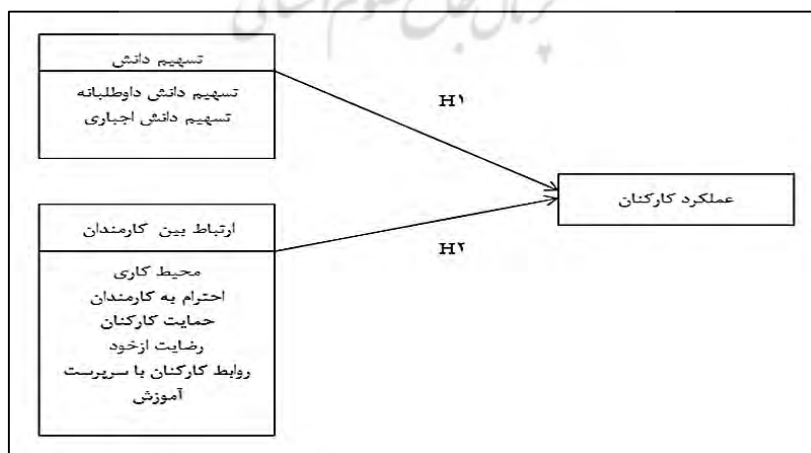 تسهیم دانش
تسهیم دانش داوطلبانه
تسهیم دانش اجباری
H۱
عملکرد کارکنان
ارتباط بین کارمندان
H۲
محیط کاری
احترام به کارمندان
حمایت کارکنان
رضایت ازخود
روابط کارکنان با سرپرست
آموزش